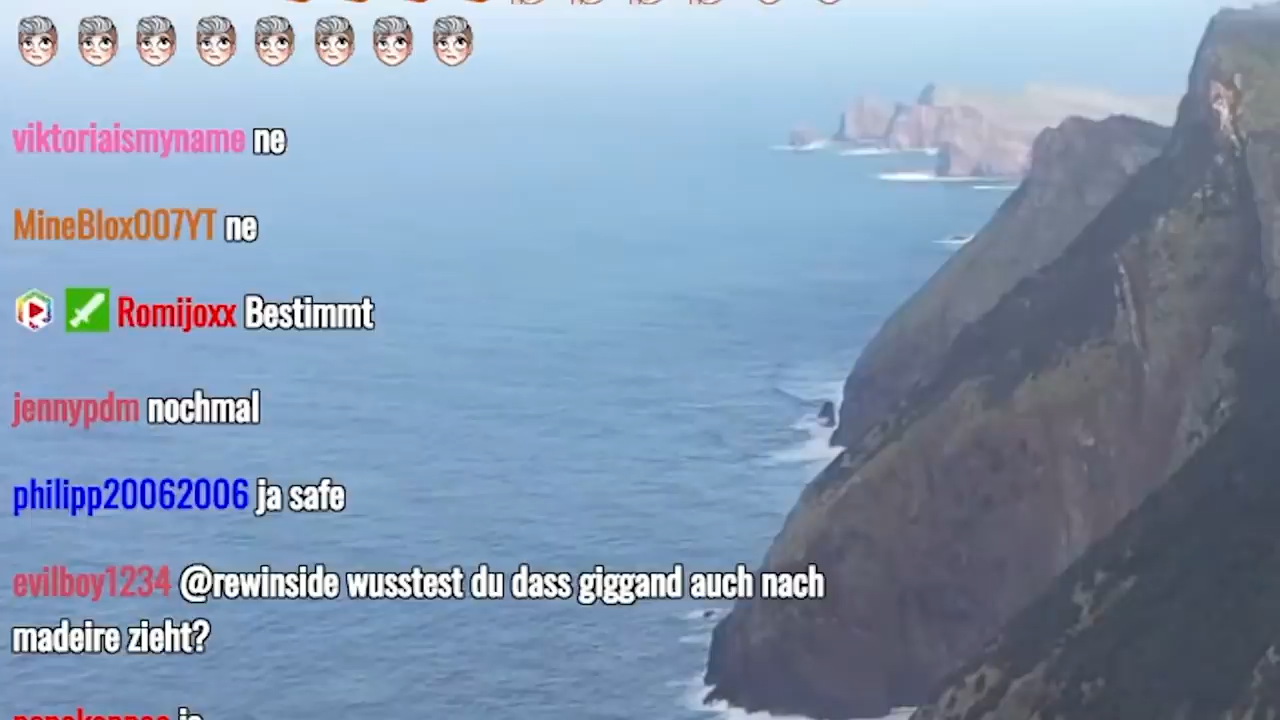 viktoriaismyname ne
MineBlox007YT ne
Romijoxx Bestimmt
jennypdm nochmal
philipp20062006 ja safe
evilboy1234 @rewinside wusstest du dass giggand auch nach
madeire zieht?